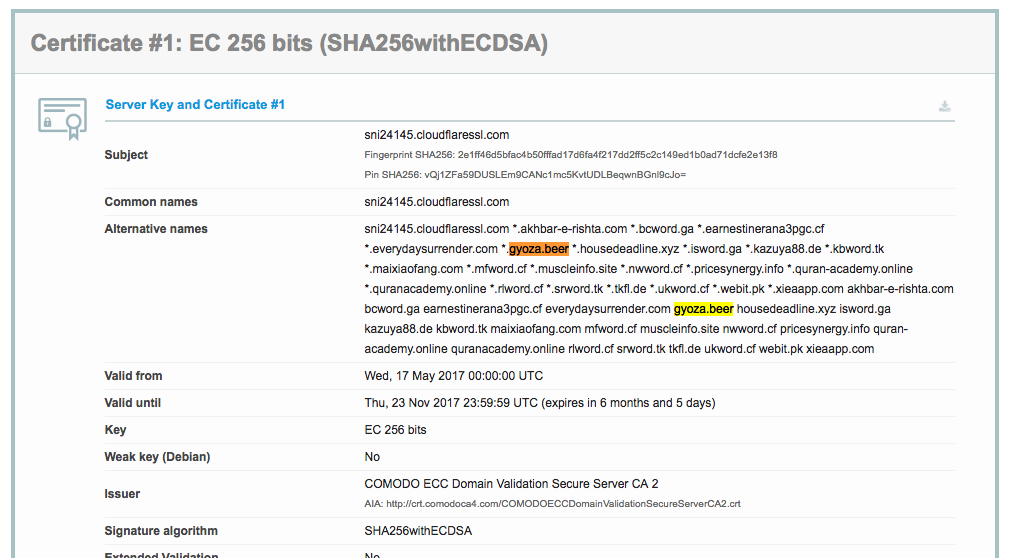 Certificate #1: EC 256 bits (SHA256withECDSA)
Server Key and Certificate #1
Subject
sni24145.cloudflaressl.com
Fingerprint SHA256: 2e1ff46d5bfac4b50fffad17d6fa4f217dd2ff5c2c149ed1b0ad71dcfe2e13f8
Pin SHA256: vQj1ZFa59DUSLEm9CANc1mc5KvtUDLBeqwnBGnl9cJo=
Common names
sni24145.cloudflaressl.com
Alternative names
sni24145.cloudflaressl.com *.akhbar-e-rishta.com *.bcword.ga *.earnestinerana3pgc.cf
*.everydaysurrender.com *.gyoza.beer *.housedeadline.xyz *.isword.ga *.kazuya88.de *.kbword.tk
*.maixiaofang.com *.mfword.cf *.muscleinfo.site *.nwword.cf *.pricesynergy.info *.quran-academy.online
*.quranacademy.online *.rlword.cf *.srword.tk *.tkfl.de *.ukword.cf *.webit.pk *.xieaapp.com akhbar-e-rishta.com
bcword.ga earnestinerana3pgc.cf everydaysurrender.com gyoza.beer housedeadline.xyz isword.ga
kazuya88.de kbword.tk maixiaofang.com mfword.cf muscleinfo.site nwword.cf pricesynergy.info quran-
academy.online quranacademy.online rlword.cf srword.tk tkfl.de ukword.cf webit.pk xieaapp.com
Valid from
Wed, 17 May 2017 00:00:00 UTC
Valid until
Thu, 23 Nov 2017 23:59:59 UTC (expires in 6 months and 5 days)
Key
EC 256 bits
Weak key (Debian)
No
Issuer
COMODO ECC Domain Validation Secure Server CA 2
AIA: http://crt.comodoca4.com/COMODOECCDomainValidationSecureServerCA2.crt
Signature algorithm
SHA256withECDSA
Extended Validation
No